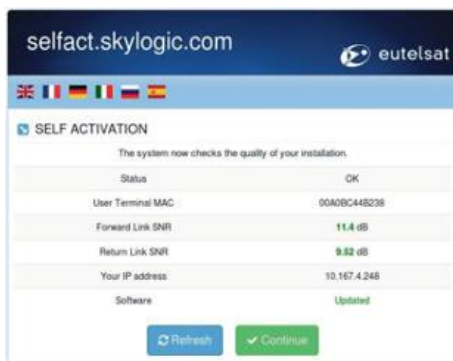 selfact.skylogic.com
eutelsat
SELF ACTIVATION
The system now checks the quality of your installation.
Status OK
User Terminal MAC 00A0BC44B238
Forward Link SNR 11.4 dB
Return Link SNR 9.52 dB
Your IP address 10.167.4.248
Software Updated
Refresh Continue